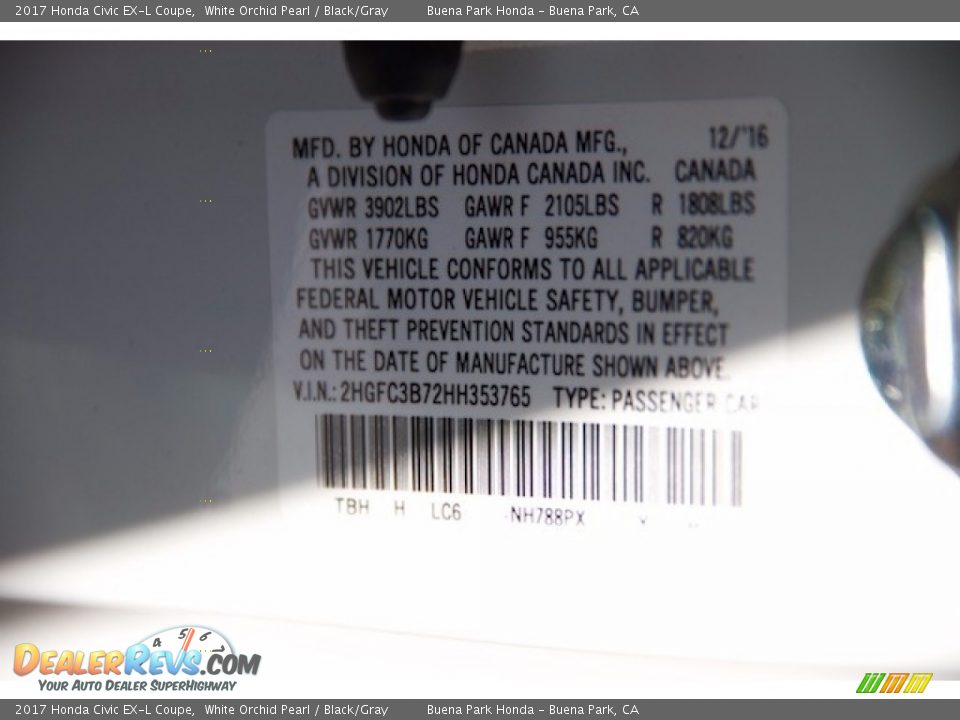 2017 Honda Civic EX-L Coupe, White Orchid Pearl / Black/Gray Buena Park Honda - Buena Park, CA
MFD. BY HONDA OF CANADA MFG., 12/'16
A DIVISION OF HONDA CANADA INC. CANADA
GVWR 3902LBS GAWR F 2105LBS R 1808LBS
GVWR 1770KG GAWR F 955KG R 820KG
THIS VEHICLE CONFORMS TO ALL APPLICABLE
FEDERAL MOTOR VEHICLE SAFETY, BUMPER,
AND THEFT PREVENTION STANDARDS IN EFFECT
ON THE DATE OF MANUFACTURE SHOWN ABOVE.
V.I.N.: 2HGFC3B72HH353765 TYPE: PASSENGER CAR
TBH H LC6 -NH788PX
4 5 6
DEALERREVS.COM
YOUR AUTO DEALER SUPERHIGHWAY
2017 Honda Civic EX-L Coupe, White Orchid Pearl / Black/Gray Buena Park Honda - Buena Park, CA